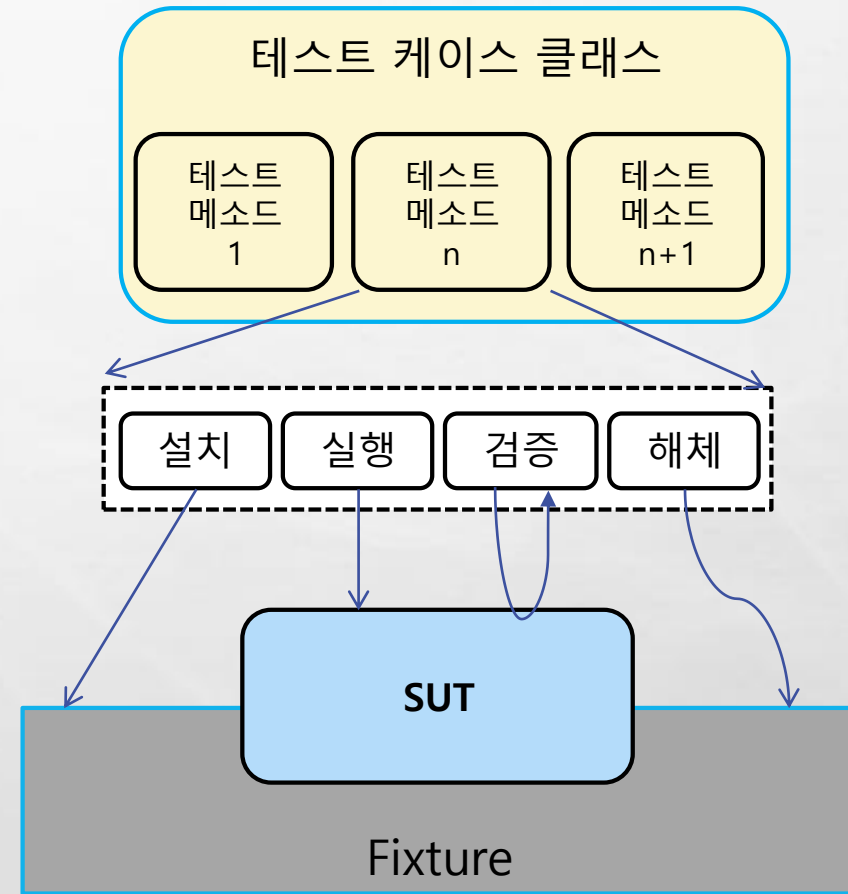 테스트 케이스 클래스
테스트
메소드
1
테스트
메소드
n
테스트
메소드
n+1
설치
실행
검증
해체
SUT
Fixture